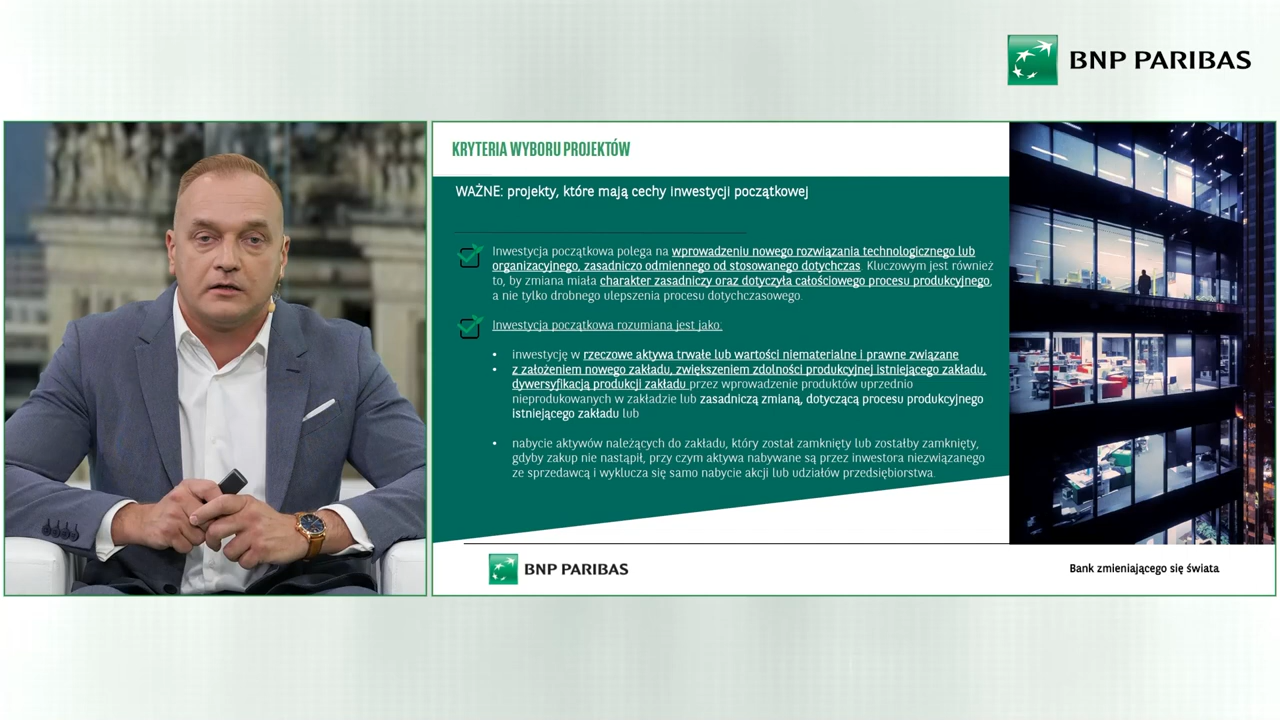 BNP PARIBAS
KRYTERIA WYBORU PROJEKTÓW
WAŻNE: projekty, które mają cechy inwestycji początkowej
Inwestycja początkowa polega na wprowadzeniu nowego rozwiązania technologicznego lub
organizacyjnego, zasadniczo odmiennego od stosowanego dotychczas. Kluczowym jest również
to, by zmiana miała charakter zasadniczy oraz dotyczyła całościowego procesu produkcyjnego,
a nie tylko drobnego ulepszenia procesu dotychczasowego.
Inwestycja początkowa rozumiana jest jako:
• inwestycję w rzeczowe aktywa trwałe lub wartości niematerialne i prawne związane
• z założeniem nowego zakładu, zwiększeniem zdolności produkcyjnej istniejącego zakładu,
dywersyfikacją produkcji zakładu przez wprowadzenie produktów uprzednio
nieprodukowanych w zakładzie lub zasadniczą zmianą, dotyczącą procesu produkcyjnego
istniejącego zakładu lub
• nabycie aktywów należących do zakładu, który został zamknięty lub zostałby zamknięty,
gdyby zakup nie nastąpił, przy czym aktywa nabywane są przez inwestora niezwiązanego
ze sprzedawcą i wyklucza się samo nabycie akcji lub udziałów przedsiębiorstwa.
BNP PARIBAS
Bank zmieniającego się świata